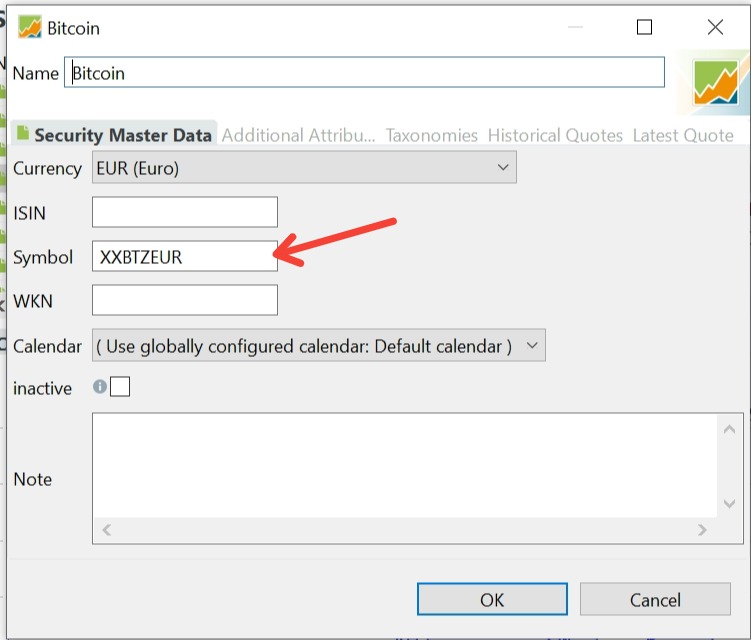 Bitcoin
Name Bitcoin
Security Master Data Additional Attribu... Taxonomies Historical Quotes Latest Quote
Currency EUR (Euro)
ISIN
Symbol XXBTZEUR
WKN
Calendar ( Use globally configured calendar: Default calendar )
inactive
Note
OK Cancel